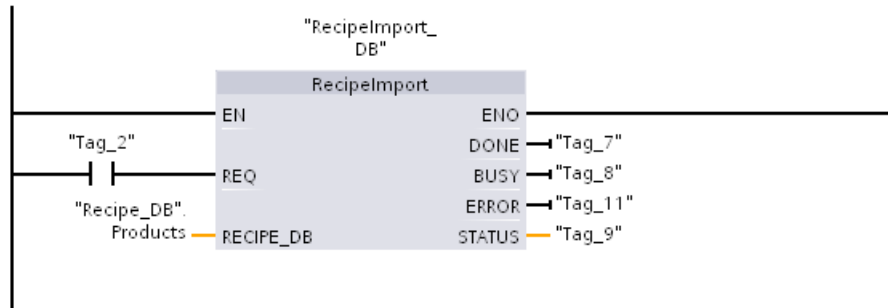 "RecipeImport_
DB"
RecipeImport
EN ENO
"Tag_2" DONE "Tag_7"
REQ BUSY "Tag_8"
"Recipe_DB". ERROR "Tag_11"
Products RECIPE_DB STATUS "Tag_9"